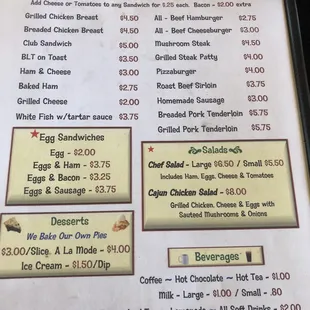 Add Cheese or Tomatoes to any Sandwich for $.25 each. Bacon - $2.00 extra
Grilled Chicken Breast $4.50
Breaded Chicken Breast $4.50
Club Sandwich $5.00
BLT on Toast $3.50
Ham & Cheese $3.00
Baked Ham $2.75
Grilled Cheese $2.00
White Fish w/tartar sauce $3.75
All - Beef Hamburger $2.75
All - Beef Cheeseburger $3.00
Mushroom Steak $4.50
Grilled Steak Patty $4.00
Pizzaburger $4.00
Roast Beef Sirloin $3.75
Homemade Sausage $3.00
Breaded Pork Tenderloin $5.75
Grilled Pork Tenderloin $5.75
Egg Sandwiches
Egg - $2.00
Eggs & Ham - $3.75
Eggs & Bacon - $3.25
Eggs & Sausage - $3.75
Salads
Chef Salad - Large $6.50 / Small $5.50
Includes Ham, Eggs, Cheese & Tomatoes
Cajun Chicken Salad - $8.00
Grilled Chicken, Cheese & Eggs with
Sauteed Mushrooms & Onions
Desserts
We Bake Our Own Pies
$3.00/Slice, A La Mode - $4.00
Ice Cream - $1.50/Dip
Beverages
Coffee ~ Hot Chocolate ~ Hot Tea - $1.00
Milk - Large - $1.00 / Small - .80
All Soft Drinks - $2.00